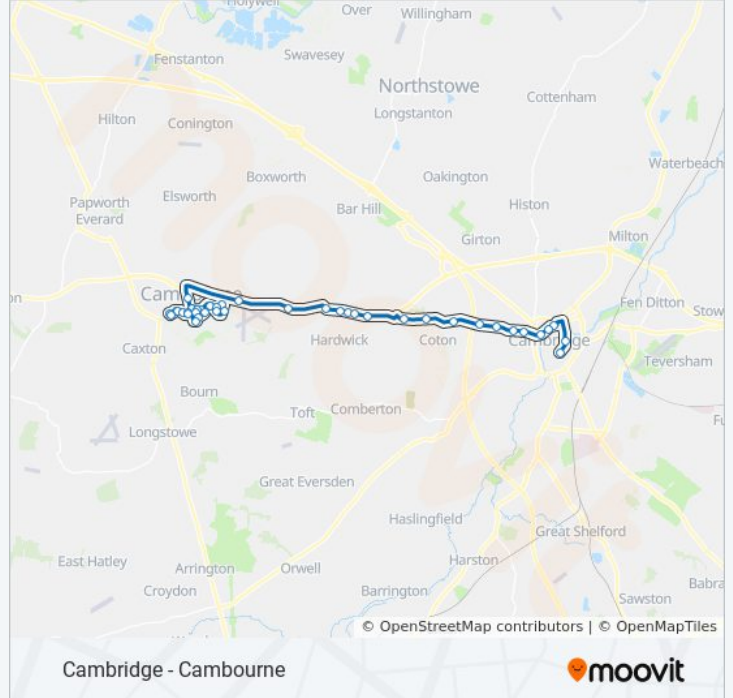 Over
Willingham
Swavesey
Fenstanton
Northstowe
Cottenham
Longstanton
Hilton
Conington
Waterbeach
Boxworth
Oakington
Elsworth
Papworth
Everard
Bar Hill
Histon
Girton
Milton
Fen Ditton
Stow
Hardwick
Coton
Cambridge
Caxton
Teversham
Bourn
Toft
Comberton
Longstowe
Great Eversden
Haslingfield
Great Shelford
East Hatley
Arrington
Orwell
Harston
Croydon
Barrington
Babra
Sawston
© OpenStreetMap contributors | © OpenMapTiles
Cambridge - Cambourne
moovit